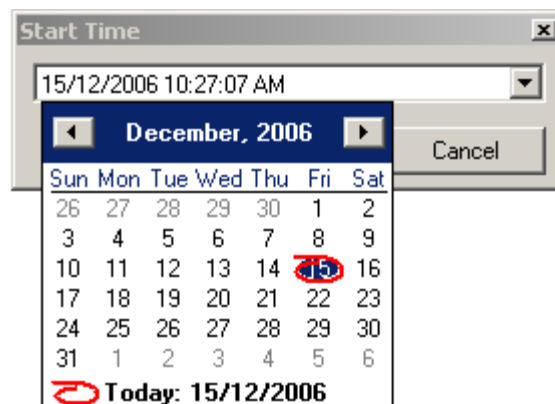 Start Time
15/12/2006 10:27:07 AM
December, 2006
Cancel
Sun Mon Tue Wed Thu Fri Sat
26 27 28 29 30 1 2
3 4 5 6 7 8 9
10 11 12 13 14 15 16
17 18 19 20 21 22 23
24 25 26 27 28 29 30
31 1 2 3 4 5 6
Today: 15/12/2006